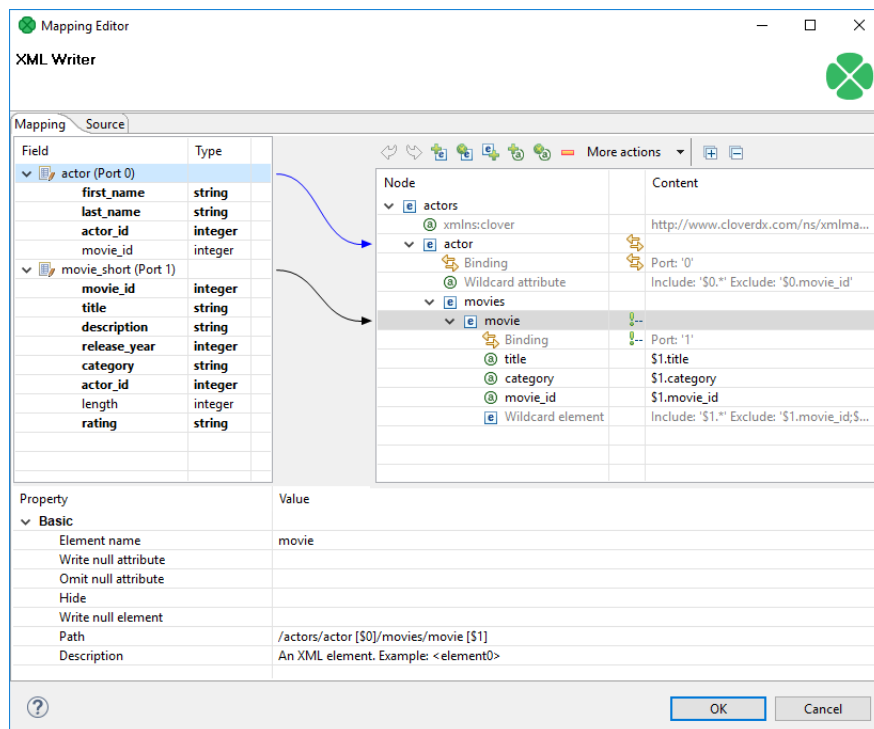 Mapping Editor
XML Writer
Mapping Source
Field Type
actor (Port 0)
first_name string
last_name string
actor_id integer
movie_id integer
movie_short (Port 1)
movie_id integer
title string
description string
release_year integer
category string
actor_id integer
length integer
rating string
More actions
Node Content
actors
xmlns:clover http://www.cloverdx.com/ns/xmlma...
actor
Binding Port: '0'
Wildcard attribute Include: '$0.*' Exclude: '$0.movie_id'
movies
movie
Binding Port: '1'
title $1.title
category $1.category
movie_id $1.movie_id
Wildcard element Include: '$1.*' Exclude: '$1.movie_id;$...
Property Value
Basic
Element name movie
Write null attribute
Omit null attribute
Hide
Write null element
Path /actors/actor [$0]/movies/movie [$1]
Description An XML element. Example: <element0>
OK Cancel